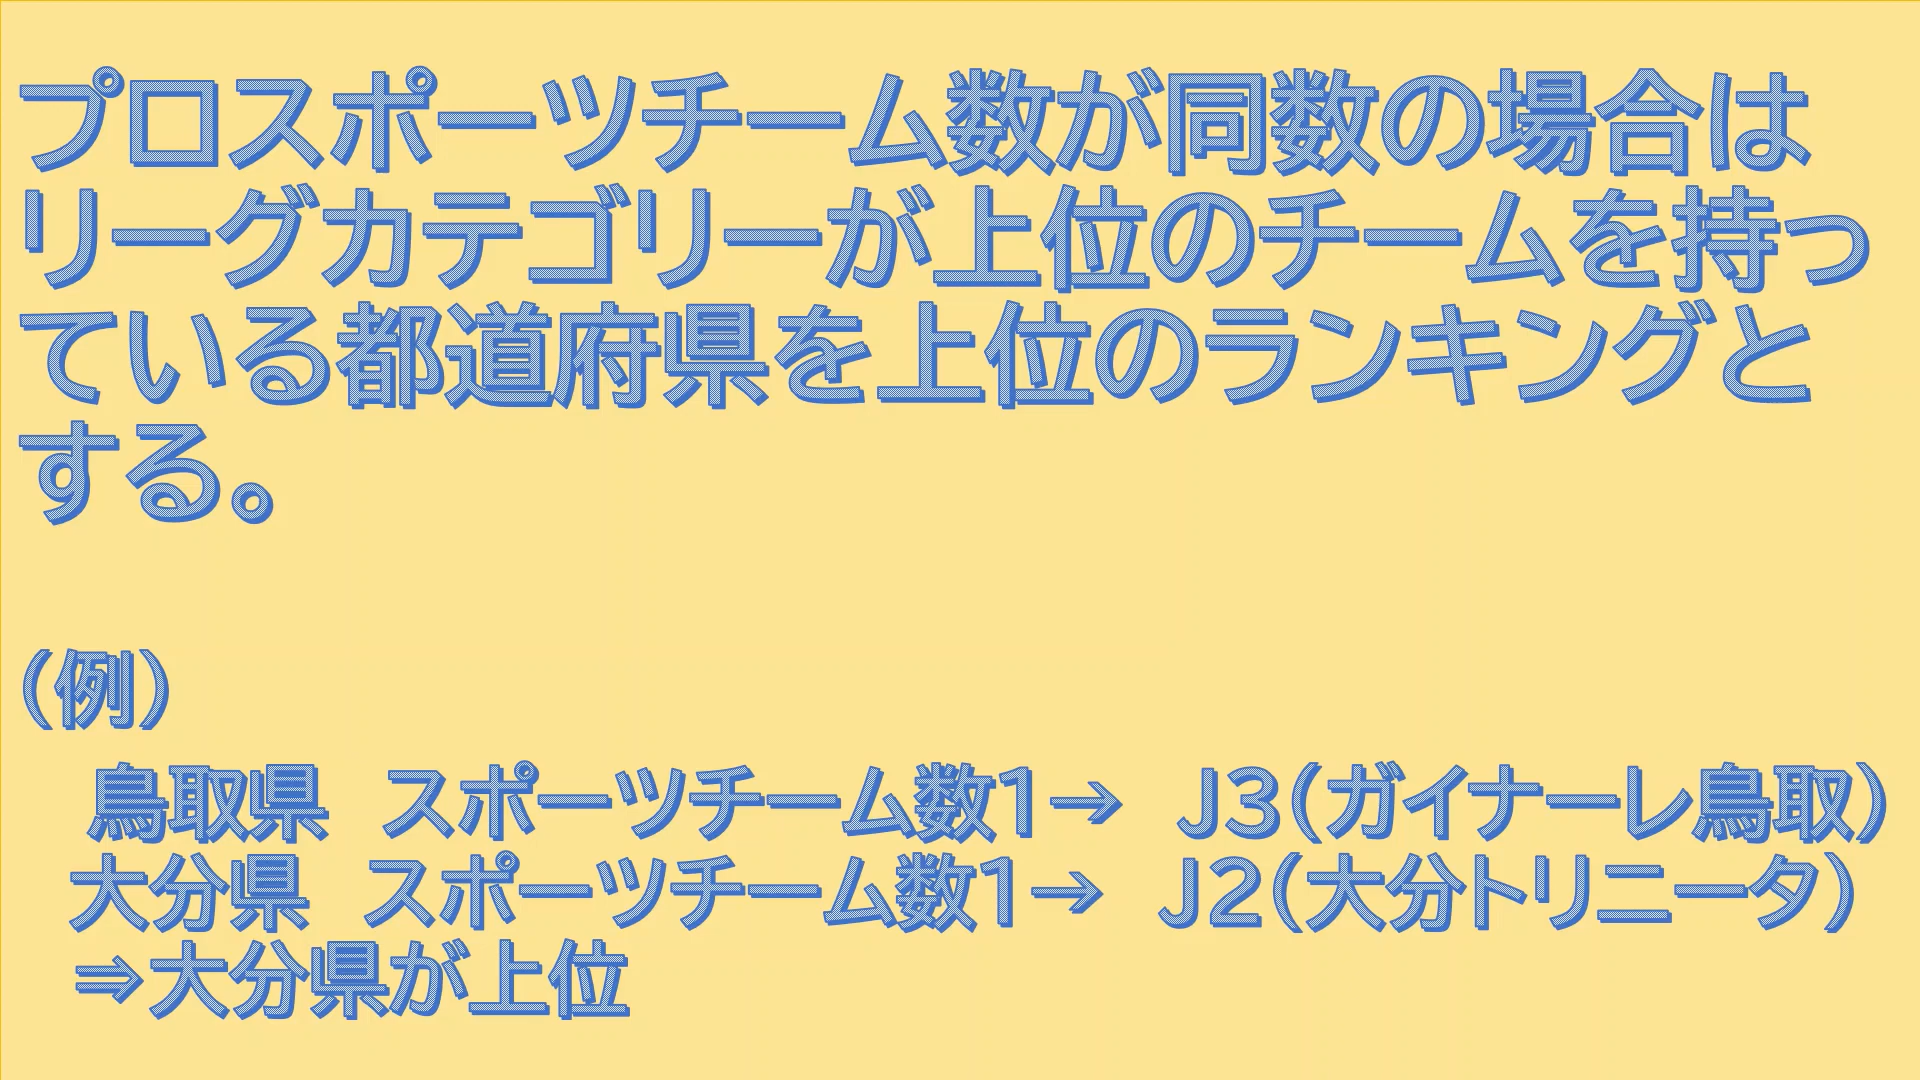 プロスポーツチーム数が同数の場合は
リーグカテゴリーが上位のチームを持っ
ている都道府県を上位のランキングと
する。
（例）
鳥取県　スポーツチーム数1→　J3（ガイナーレ鳥取）
大分県　スポーツチーム数1→　J2（大分トリニータ）
⇒大分県が上位